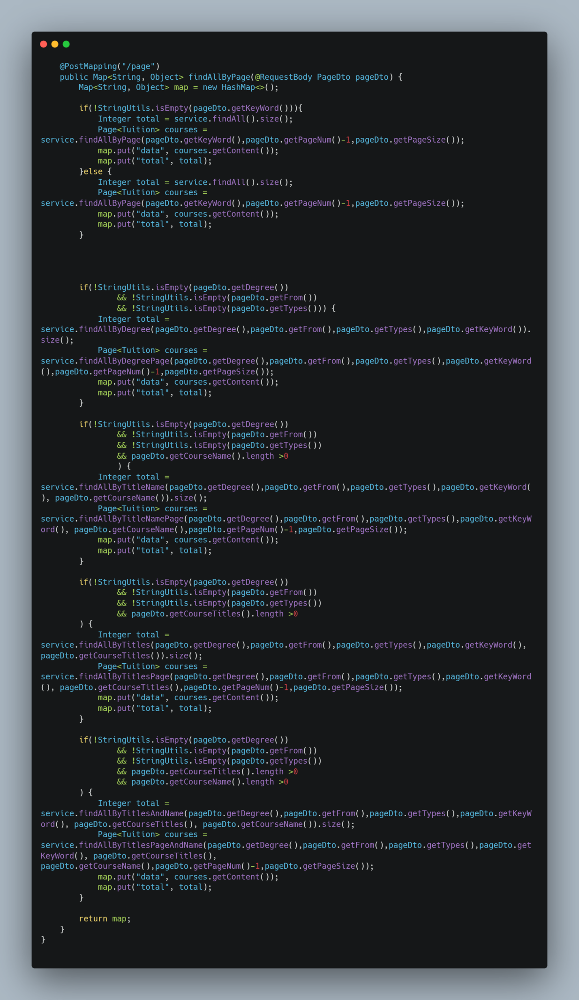 @PostMapping("/page")
public Map<String, Object> findAllByPage(@RequestBody PageDto pageDto) {
Map<String, Object> map = new HashMap<>();
if(!StringUtils.isEmpty(pageDto.getKeyWord())){
Integer total = service.findAll().size();
Page<Tuition> courses =
service.findAllByPage(pageDto.getKeyWord(),pageDto.getPageNum()-1,pageDto.getPageSize());
map.put("data", courses.getContent());
map.put("total", total);
}else {
Integer total = service.findAll().size();
Page<Tuition> courses =
service.findAllByPage(pageDto.getKeyWord(),pageDto.getPageNum()-1,pageDto.getPageSize());
map.put("data", courses.getContent());
map.put("total", total);
}
if(!StringUtils.isEmpty(pageDto.getDegree())
&& !StringUtils.isEmpty(pageDto.getFrom())
&& !StringUtils.isEmpty(pageDto.getTypes())) {
Integer total =
service.findAllByDegree(pageDto.getDegree(),pageDto.getFrom(),pageDto.getTypes(),pageDto.getKeyWord()).
size();
Page<Tuition> courses =
service.findAllByDegreePage(pageDto.getDegree(),pageDto.getFrom(),pageDto.getTypes(),pageDto.getKeyWord
(),pageDto.getPageNum()-1,pageDto.getPageSize());
map.put("data", courses.getContent());
map.put("total", total);
}
if(!StringUtils.isEmpty(pageDto.getDegree())
&& !StringUtils.isEmpty(pageDto.getFrom())
&& !StringUtils.isEmpty(pageDto.getTypes())
&& pageDto.getCourseName().length >0
) {
Integer total =
service.findAllByTitleName(pageDto.getDegree(),pageDto.getFrom(),pageDto.getTypes(),pageDto.getKeyWord(
), pageDto.getCourseName()).size();
Page<Tuition> courses =
service.findAllByTitleNamePage(pageDto.getDegree(),pageDto.getFrom(),pageDto.getTypes(),pageDto.getKeyW
ord(), pageDto.getCourseName(),pageDto.getPageNum()-1,pageDto.getPageSize());
map.put("data", courses.getContent());
map.put("total", total);
}
if(!StringUtils.isEmpty(pageDto.getDegree())
&& !StringUtils.isEmpty(pageDto.getFrom())
&& !StringUtils.isEmpty(pageDto.getTypes())
&& pageDto.getCourseTitles().length >0
) {
Integer total =
service.findAllByTitles(pageDto.getDegree(),pageDto.getFrom(),pageDto.getTypes(),pageDto.getKeyWord(),
pageDto.getCourseTitles()).size();
Page<Tuition> courses =
service.findAllByTitlesPage(pageDto.getDegree(),pageDto.getFrom(),pageDto.getTypes(),pageDto.getKeyWord
(), pageDto.getCourseTitles(),pageDto.getPageNum()-1,pageDto.getPageSize());
map.put("data", courses.getContent());
map.put("total", total);
}
if(!StringUtils.isEmpty(pageDto.getDegree())
&& !StringUtils.isEmpty(pageDto.getFrom())
&& !StringUtils.isEmpty(pageDto.getTypes())
&& pageDto.getCourseTitles().length >0
&& pageDto.getCourseName().length >0
) {
Integer total =
service.findAllByTitlesAndName(pageDto.getDegree(),pageDto.getFrom(),pageDto.getTypes(),pageDto.getKeyW
ord(), pageDto.getCourseTitles(), pageDto.getCourseName()).size();
Page<Tuition> courses =
service.findAllByTitlesPageAndName(pageDto.getDegree(),pageDto.getFrom(),pageDto.getTypes(),pageDto.get
KeyWord(), pageDto.getCourseTitles(),
pageDto.getCourseName(),pageDto.getPageNum()-1,pageDto.getPageSize());
map.put("data", courses.getContent());
map.put("total", total);
}
return map;
}
}